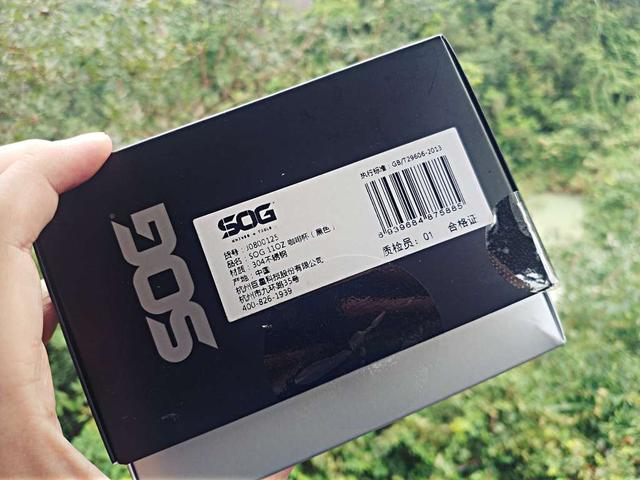 SOG
SOG
KNIVES & TOOLS
货号：J0800125
品名：SOG 11OZ 咖啡杯（黑色）
材质：304不锈钢
产地：中国
杭州巨星科技股份有限公司
杭州市九环路35号
400-826-1939
执行标准：GB/T29606-2013
6939684875885
质检员：01
合格证